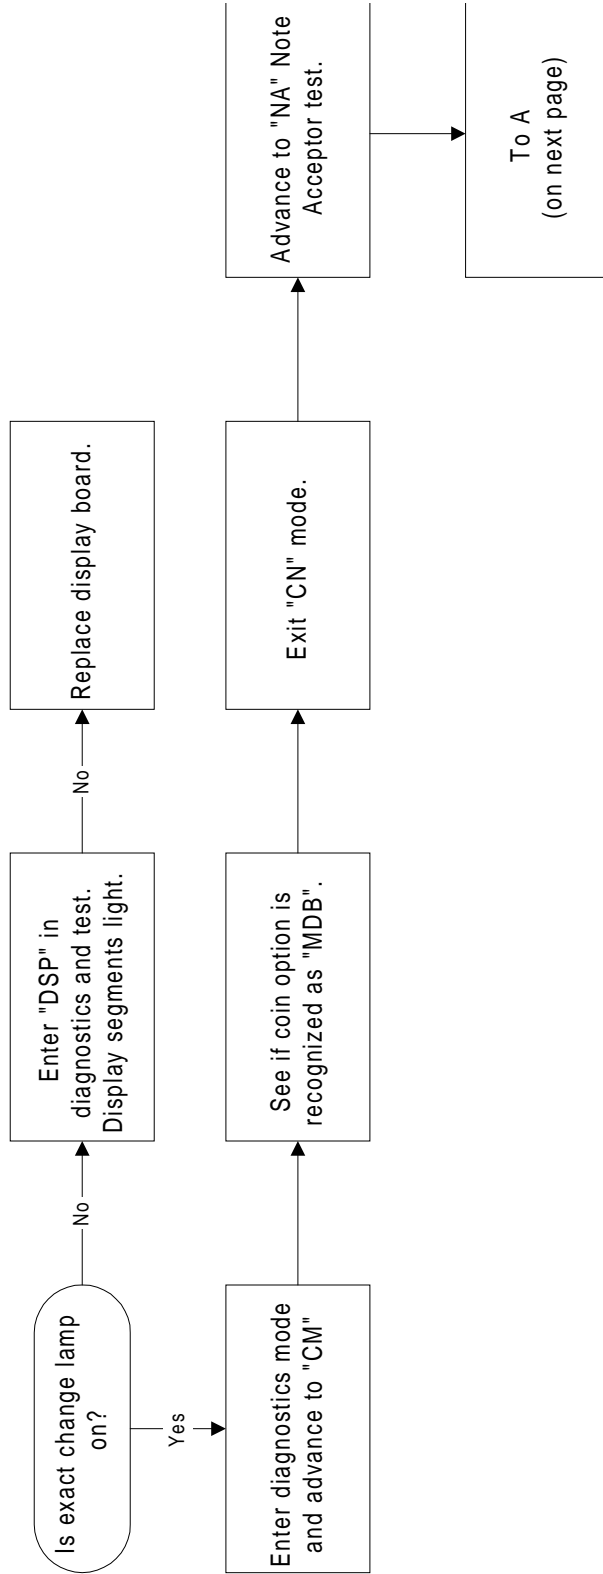 Is exact change lamp
on?
No
Enter "DSP" in
diagnostics and test.
Display segments light.
No
Replace display board.
Yes
Enter diagnostics mode
and advance to "CM"
See if coin option is
recognized as "MDB".
Exit "CN" mode.
Advance to "NA" Note
Acceptor test.
To A
(on next page)